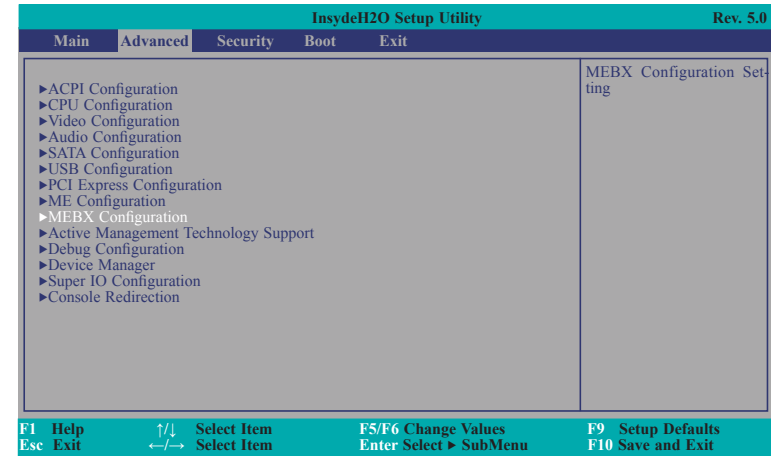 InsydeH2O Setup Utility Rev. 5.0
Main Advanced Security Boot Exit
►ACPI Configuration
►CPU Configuration
►Video Configuration
►Audio Configuration
►SATA Configuration
►USB Configuration
►PCI Express Configuration
►ME Configuration
►MEBX Configuration
►Active Management Technology Support
►Debug Configuration
►Device Manager
►Super IO Configuration
►Console Redirection
MEBX Configuration Set-
ting
F1 Help ↑/↓ Select Item F5/F6 Change Values F9 Setup Defaults
Esc Exit ←/→ Select Item Enter Select ► SubMenu F10 Save and Exit